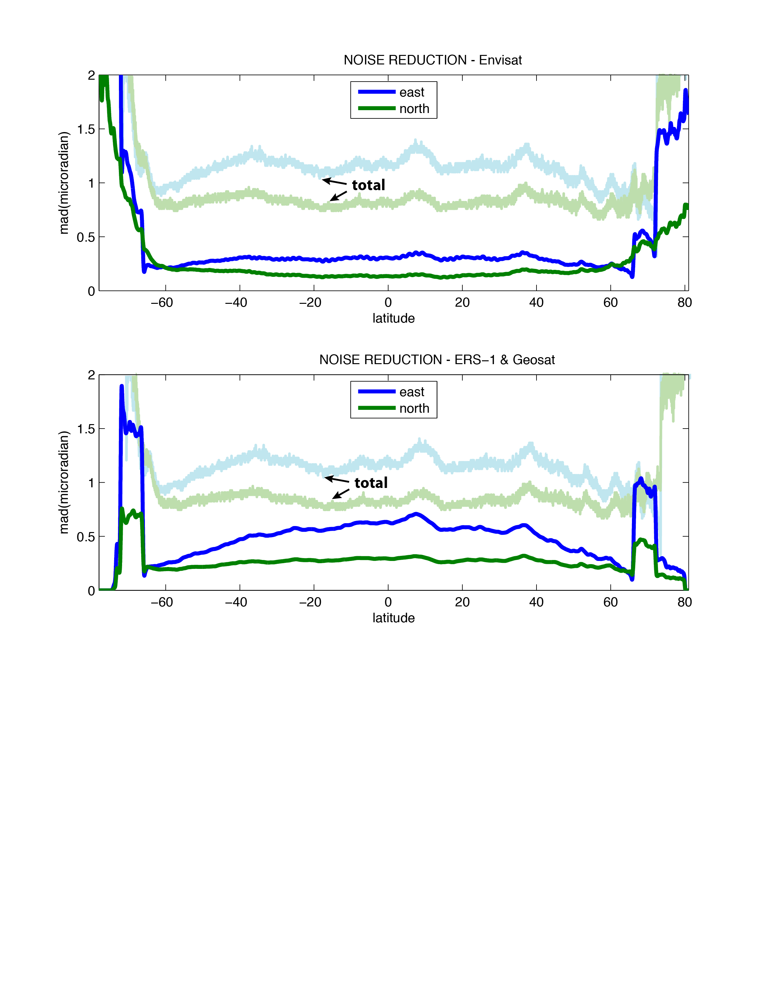 NOISE REDUCTION - Envisat
2
1.5
1
0.5
0
mad(microradian)
east
north
total
−60
−40
−20
0
20
40
60
80
latitude
NOISE REDUCTION - ERS−1 & Geosat
2
1.5
1
0.5
0
mad(microradian)
east
north
total
−60
−40
−20
0
20
40
60
80
latitude